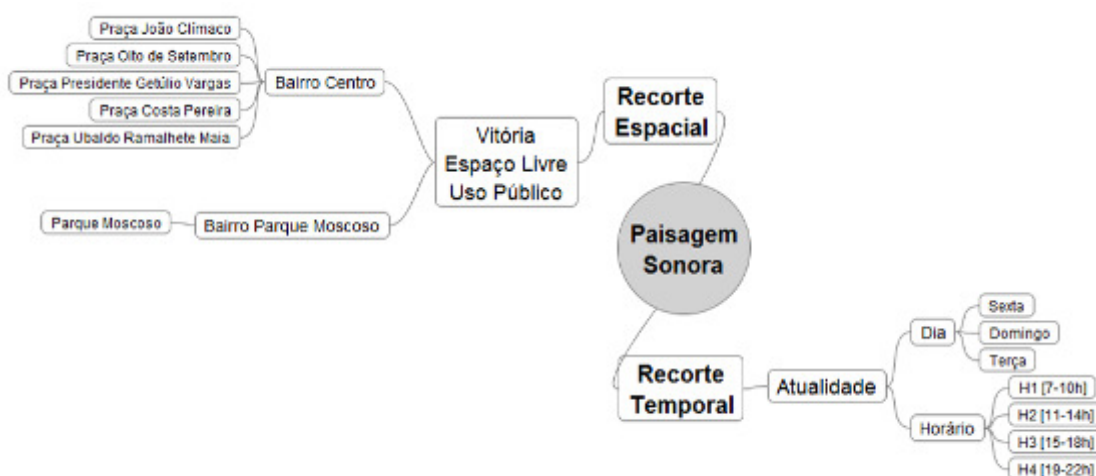 Praça João Clímaco
Praça Oito de Setembro
Praça Presidente Getúlio Vargas
Praça Costa Pereira
Praça Ubaldo Ramalhete Maia
Bairro Centro
Parque Moscoso
Bairro Parque Moscoso
Vitória
Espaço Livre
Uso Público
Recorte
Espacial
Paisagem
Sonora
Recorte
Temporal
Atualidade
Dia
Sexta
Domingo
Terça
Horário
H1 [7-10h]
H2 [11-14h]
H3 [15-18h]
H4 [19-22h]